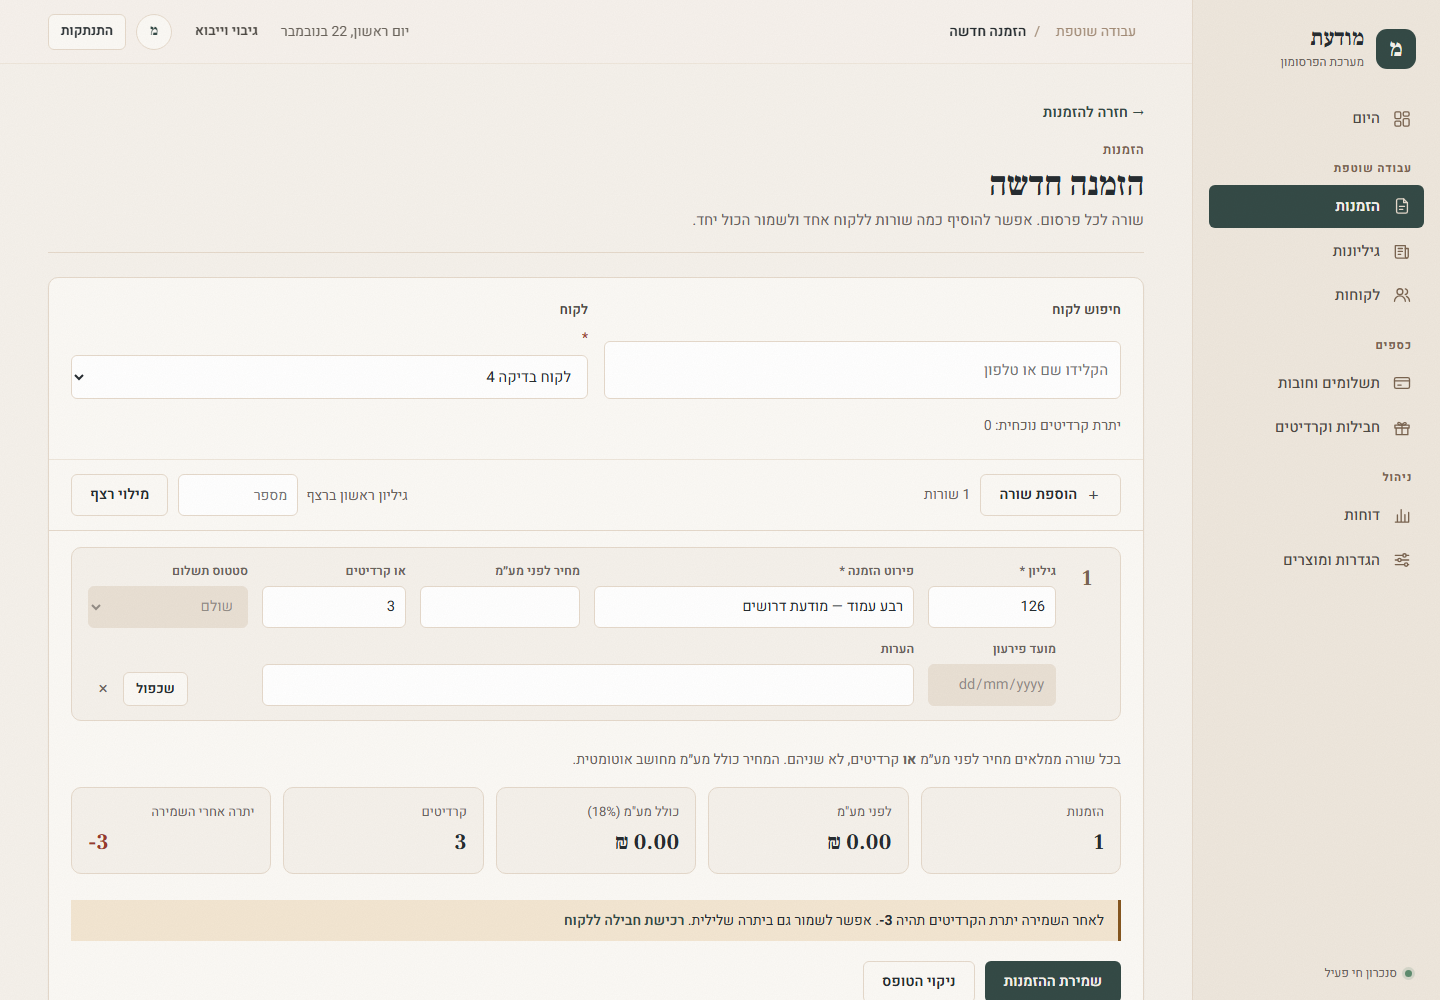 מ
מודעת
מערכת הפרסומון
היום
עבודה שוטפת
הזמנות
גיליונות
לקוחות
כספים
תשלומים וחובות
חבילות וקרדיטים
ניהול
דוחות
הגדרות ומוצרים
סנכרון חי פעיל
עבודה שוטפת / הזמנה חדשה
יום ראשון, 22 בנובמבר
גיבוי וייבוא
מ
התנתקות
→ חזרה להזמנות
הזמנות
הזמנה חדשה
שורה לכל פרסום. אפשר להוסיף כמה שורות ללקוח אחד ולשמור הכול יחד.
חיפוש לקוח
הקלידו שם או טלפון
לקוח
*
לקוח בדיקה 4
יתרת קרדיטים נוכחית: 0
+ הוספת שורה
1 שורות
גיליון ראשון ברצף
מספר
מילוי רצף
1
גיליון * פירוט הזמנה * מחיר לפני מע״מ או קרדיטים סטטוס תשלום
126 רבע עמוד — מודעת דרושים 3 שולם
מועד פירעון הערות
dd/mm/yyyy
שכפול ×
בכל שורה ממלאים מחיר לפני מע״מ או קרדיטים, לא שניהם. המחיר כולל מע״מ מחושב אוטומטית.
הזמנות
1
לפני מע"מ
0.00 ₪
כולל מע"מ (18%)
0.00 ₪
קרדיטים
3
יתרה אחרי השמירה
-3
לאחר השמירה יתרת הקרדיטים תהיה 3-. אפשר לשמור גם ביתרה שלילית. רכישת חבילה ללקוח
שמירת ההזמנות
ניקוי הטופס